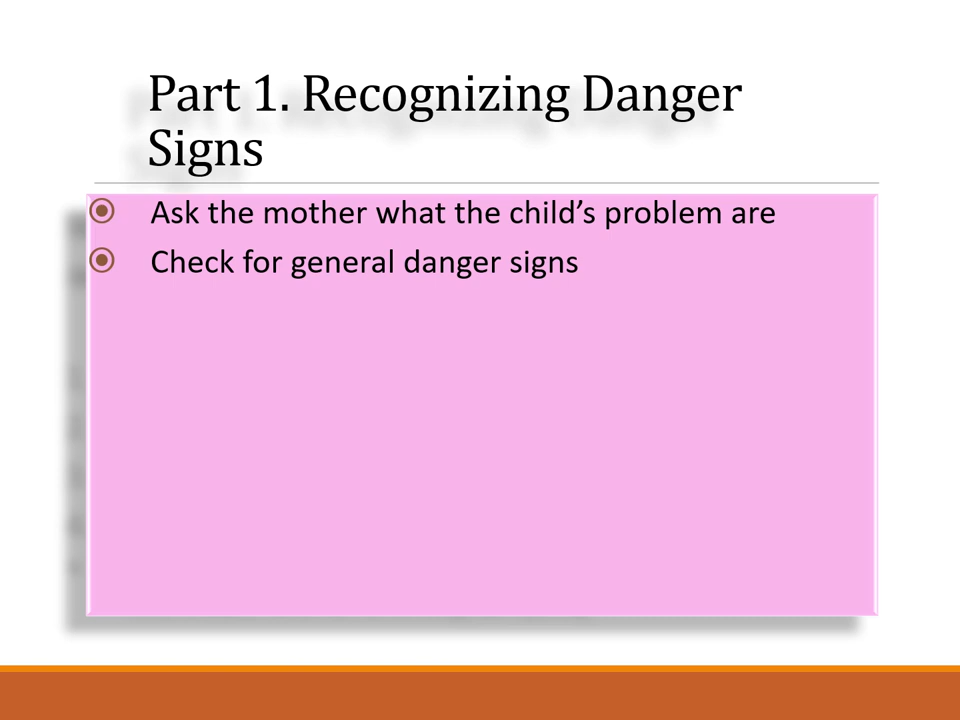 Part 1. Recognizing Danger
Signs
Ask the mother what the child’s problem are
Check for general danger signs